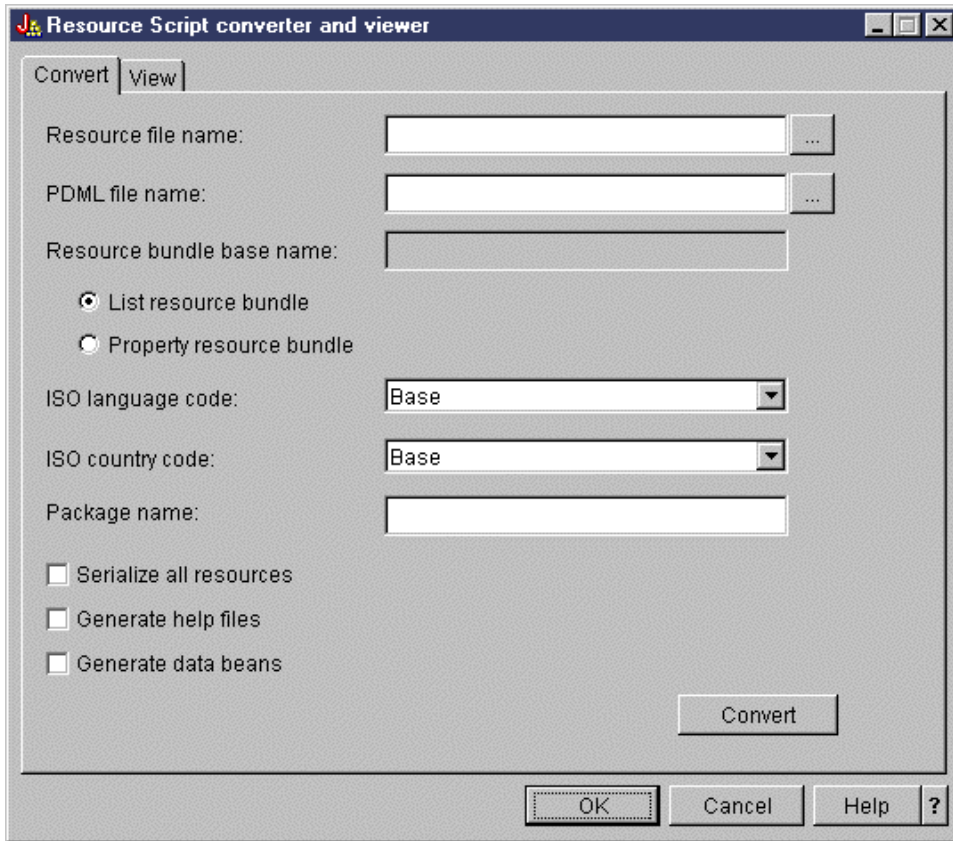 Resource Script converter and viewer
Convert View
Resource file name: ...
PDML file name: ...
Resource bundle base name:
List resource bundle
Property resource bundle
ISO language code: Base
ISO country code: Base
Package name:
Serialize all resources
Generate help files
Generate data beans
Convert
OK Cancel Help ?